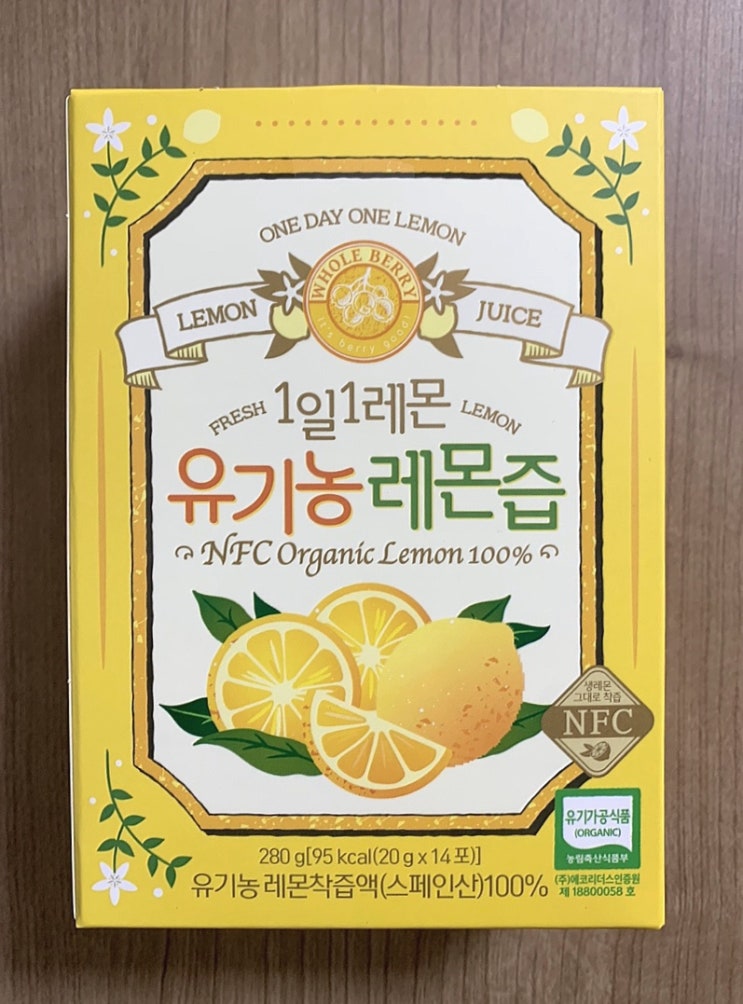 ONE DAY ONE LEMON
WHOLE BERRY
it's berry good!
LEMON JUICE
FRESH 1일1레몬 LEMON
유기농 레몬즙
NFC Organic Lemon 100%
생레몬
그대로 착즙
NFC
유기가공식품
(ORGANIC)
농림축산식품부
280 g[95 kcal(20 g x 14 포)]
유기농 레몬착즙액(스페인산)100%
(주)에코리더스인증원
제 18800058 호